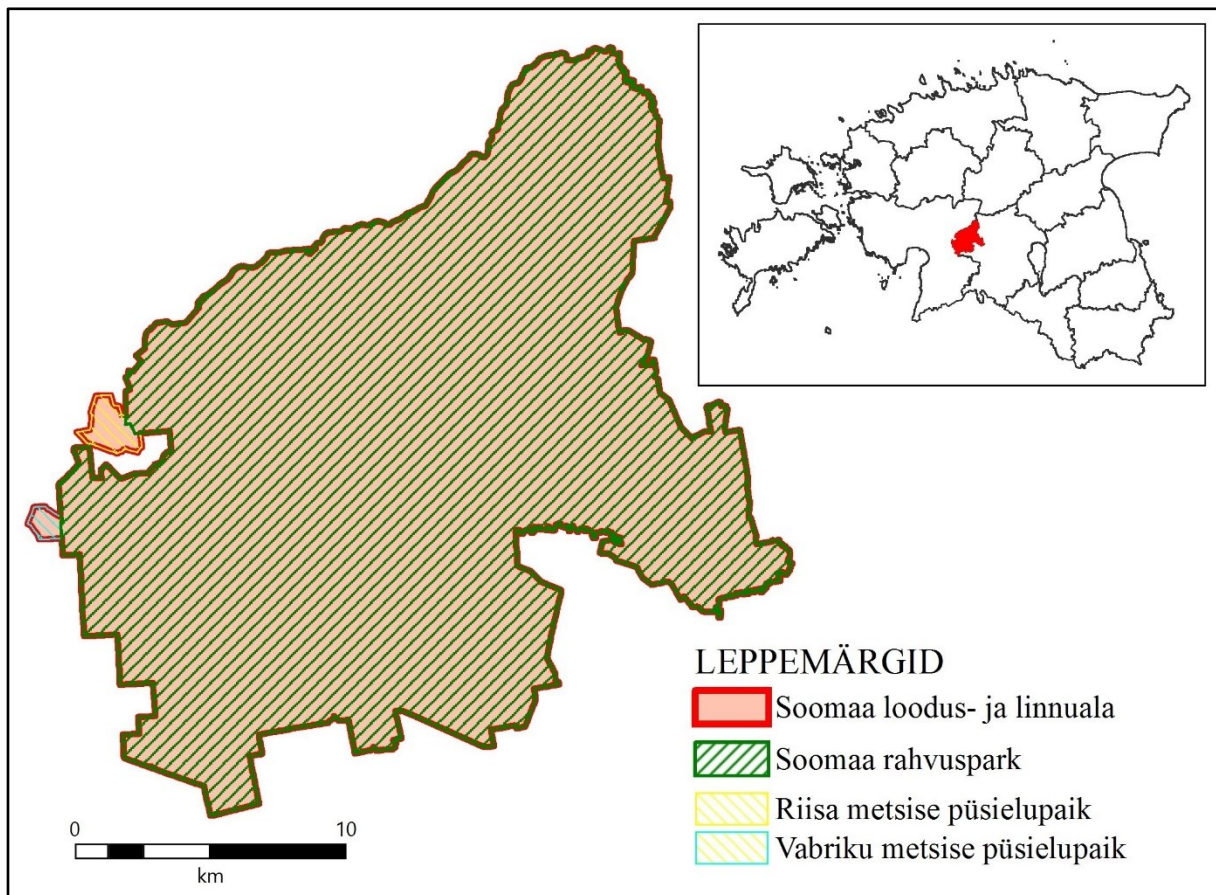 LEPPEMÄRGID
Soomaa loodus- ja linnuala
Soomaa rahvuspark
Riisa metsise püsielupaik
Vabriku metsise püsielupaik
0 10
km